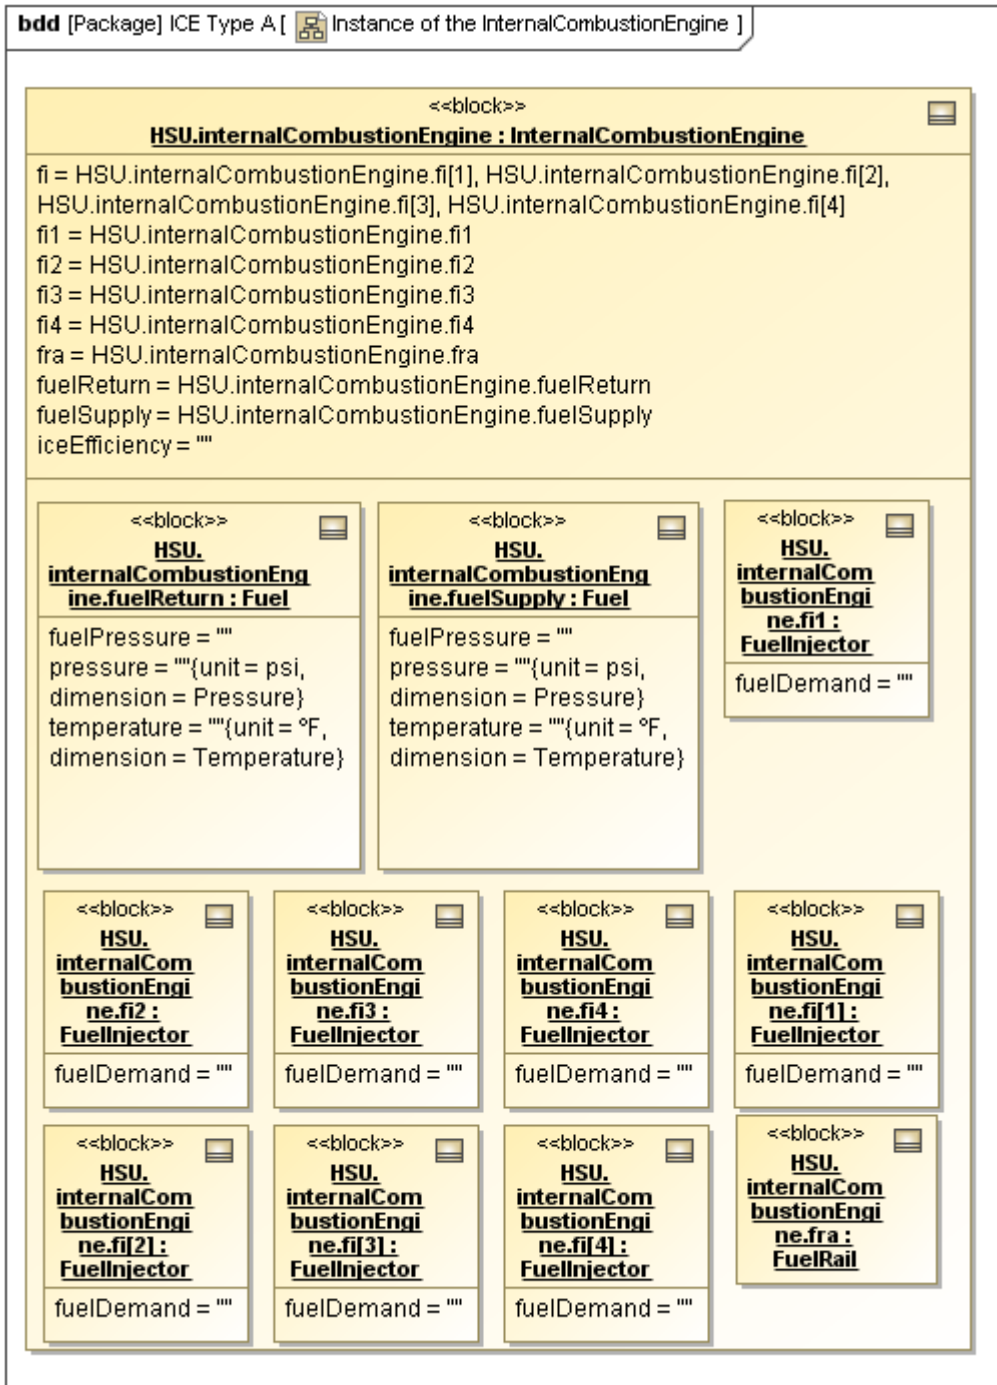 bdd [Package] ICE Type A [ Instance of the InternalCombustionEngine ]
<<block>>
HSU.internalCombustionEngine : InternalCombustionEngine
fi = HSU.internalCombustionEngine.fi[1], HSU.internalCombustionEngine.fi[2],
HSU.internalCombustionEngine.fi[3], HSU.internalCombustionEngine.fi[4]
fi1 = HSU.internalCombustionEngine.fi1
fi2 = HSU.internalCombustionEngine.fi2
fi3 = HSU.internalCombustionEngine.fi3
fi4 = HSU.internalCombustionEngine.fi4
fra = HSU.internalCombustionEngine.fra
fuelReturn = HSU.internalCombustionEngine.fuelReturn
fuelSupply = HSU.internalCombustionEngine.fuelSupply
iceEfficiency = ""
<<block>>
HSU.
internalCombustionEng
ine.fuelReturn : Fuel
fuelPressure = ""
pressure = ""{unit = psi,
dimension = Pressure}
temperature = ""{unit = ºF,
dimension = Temperature}
<<block>>
HSU.
internalCombustionEng
ine.fuelSupply : Fuel
fuelPressure = ""
pressure = ""{unit = psi,
dimension = Pressure}
temperature = ""{unit = ºF,
dimension = Temperature}
<<block>>
HSU.
internalCom
bustionEngi
ne.fi1 :
FuelInjector
fuelDemand = ""
<<block>>
HSU.
internalCom
bustionEngi
ne.fi2 :
FuelInjector
fuelDemand = ""
<<block>>
HSU.
internalCom
bustionEngi
ne.fi3 :
FuelInjector
fuelDemand = ""
<<block>>
HSU.
internalCom
bustionEngi
ne.fi4 :
FuelInjector
fuelDemand = ""
<<block>>
HSU.
internalCom
bustionEngi
ne.fi[1] :
FuelInjector
fuelDemand = ""
<<block>>
HSU.
internalCom
bustionEngi
ne.fi[2] :
FuelInjector
fuelDemand = ""
<<block>>
HSU.
internalCom
bustionEngi
ne.fi[3] :
FuelInjector
fuelDemand = ""
<<block>>
HSU.
internalCom
bustionEngi
ne.fi[4] :
FuelInjector
fuelDemand = ""
<<block>>
HSU.
internalCom
bustionEngi
ne.fra :
FuelRail